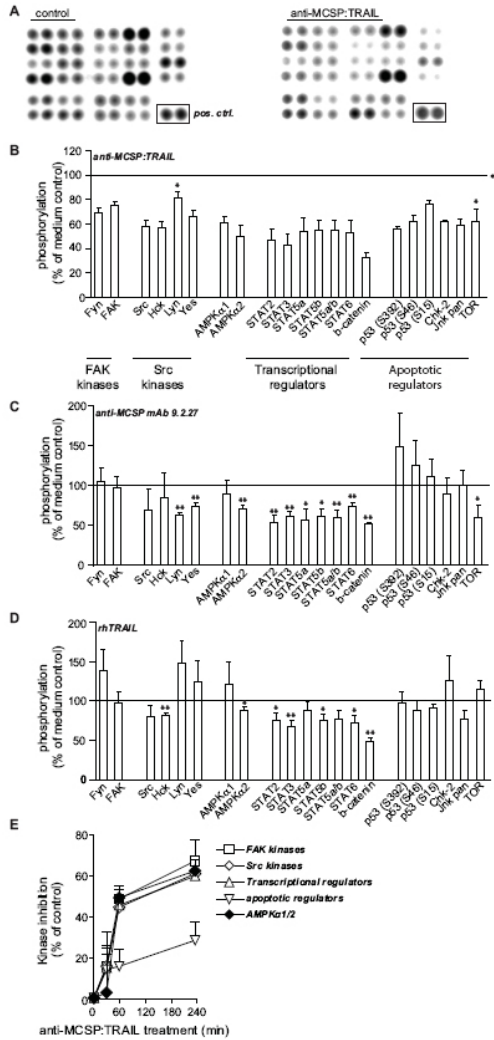 A
control
anti-MCSP:TRAIL
pos. ctrl.
B
anti-MCSP:TRAIL
phosphorylation
(% of medium control)
120
100
80
60
40
20
0
*
*
Fyn
FAK
Src
Hck
Lyn
Yes
AMPKα1
AMPKα2
STAT2
STAT3
STAT5a
STAT5b
STAT5a/b
STAT6
b-catenin
p53 (S392)
p53 (S46)
p53 (S15)
Chk-2
Jnk pan
TOR
FAK
kinases
Src
kinases
Transcriptional
regulators
Apoptotic
regulators
C
anti-MCSP mAb 9.2.27
phosphorylation
(% of medium control)
200
150
100
50
0
** ** ** ** ** * * ** ** ** *
Fyn
FAK
Src
Hck
Lyn
Yes
AMPKα1
AMPKα2
STAT2
STAT3
STAT5a
STAT5b
STAT5a/b
STAT6
b-catenin
p53 (S392)
p53 (S46)
p53 (S15)
Chk-2
Jnk pan
TOR
D
rhTRAIL
phosphorylation
(% of medium control)
200
150
100
50
0
** * * ** * * **
Fyn
FAK
Src
Hck
Lyn
Yes
AMPKα1
AMPKα2
STAT2
STAT3
STAT5a
STAT5b
STAT5a/b
STAT6
b-catenin
p53 (S392)
p53 (S46)
p53 (S15)
Chk-2
Jnk pan
TOR
E
Kinase inhibition
(% of control)
80
60
40
20
0
0 60 120 180 240
anti-MCSP:TRAIL treatment (min)
FAK kinases
Src kinases
Transcriptional regulators
apoptotic regulators
AMPKα1/2